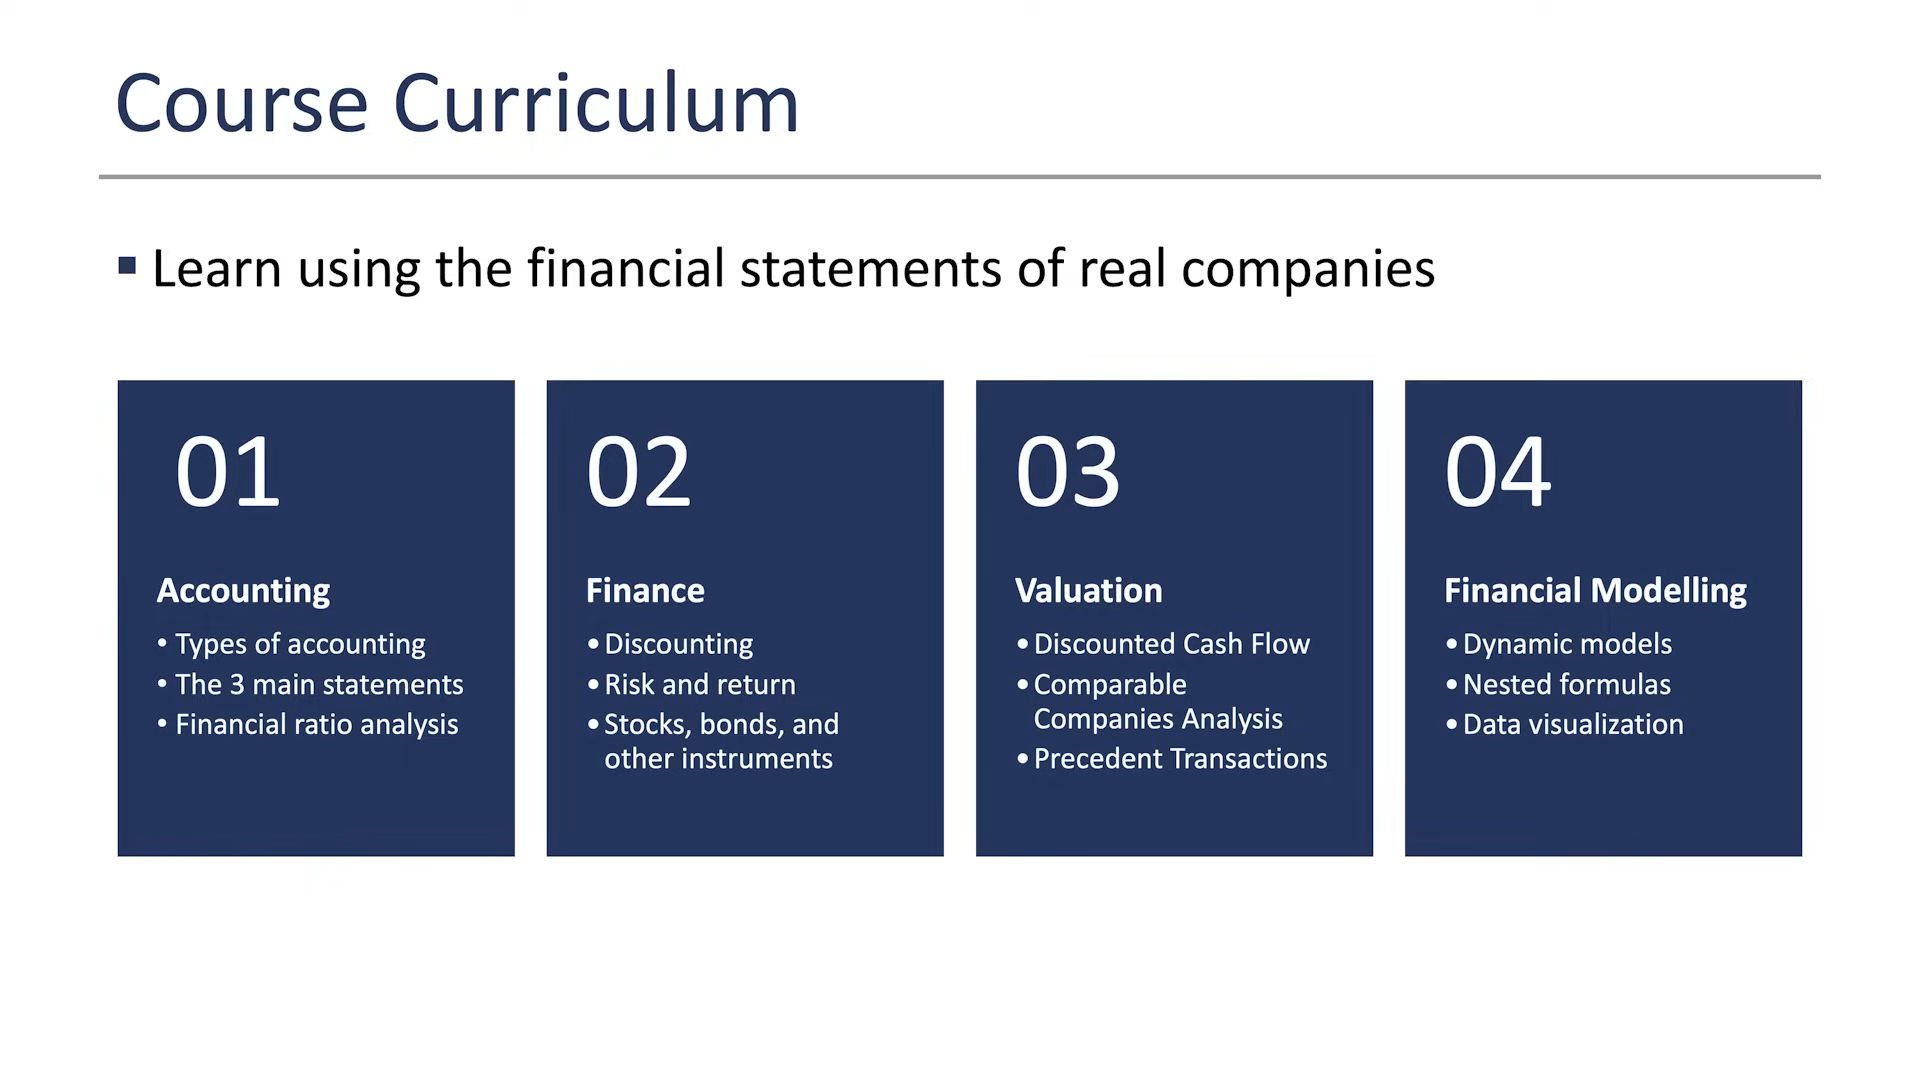 Course Curriculum
▪ Learn using the financial statements of real companies
01
Accounting
• Types of accounting
• The 3 main statements
• Financial ratio analysis
02
Finance
• Discounting
• Risk and return
• Stocks, bonds, and
other instruments
03
Valuation
• Discounted Cash Flow
• Comparable
Companies Analysis
• Precedent Transactions
04
Financial Modelling
• Dynamic models
• Nested formulas
• Data visualization